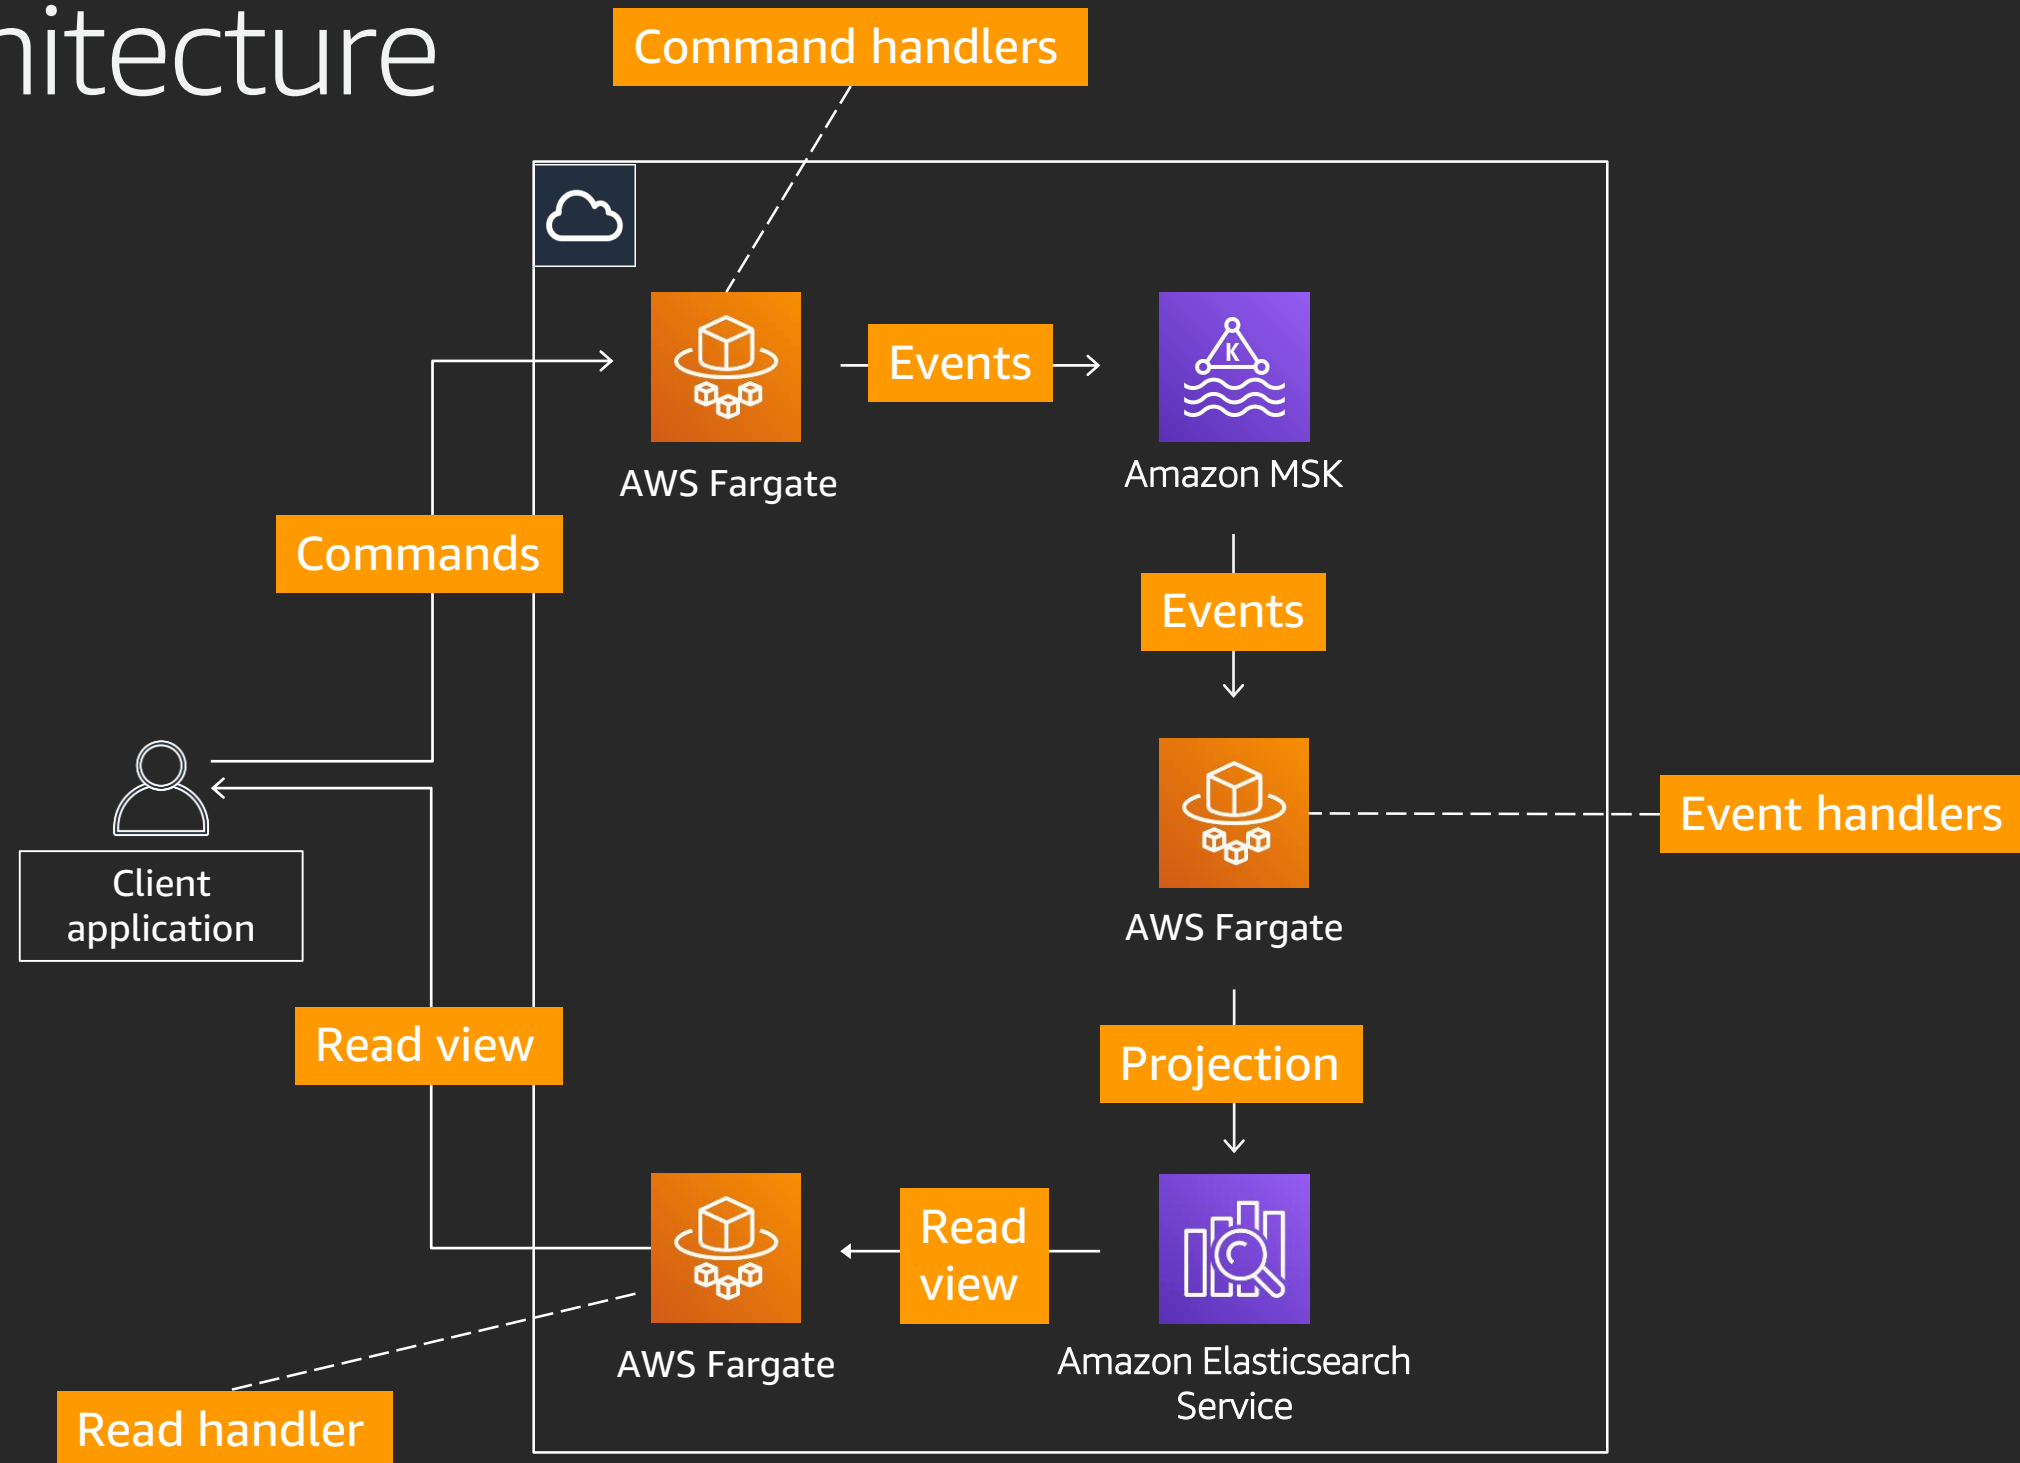 hitecture
Command handlers
K
Events
AWS Fargate
Amazon MSK
Commands
Events
Event handlers
Client
application
AWS Fargate
Read view
Projection
Read
view
AWS Fargate
Amazon Elasticsearch
Service
Read handler